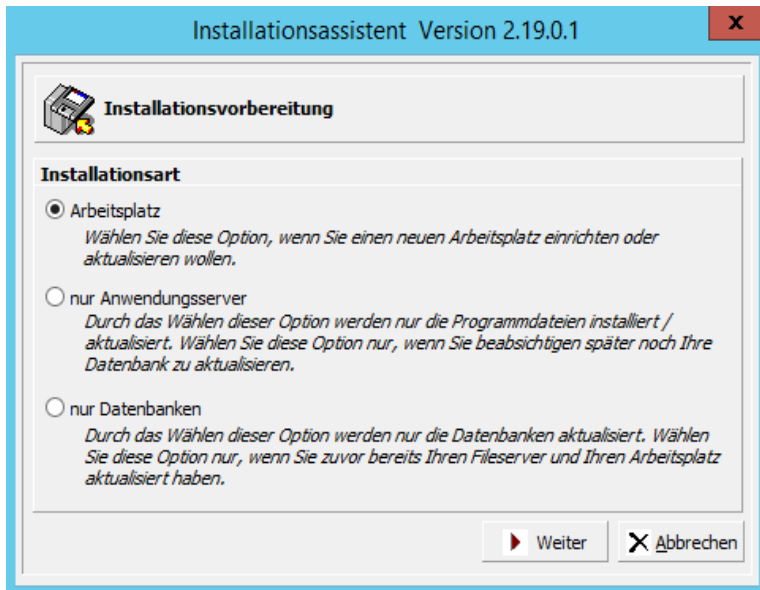 Installationsassistent Version 2.19.0.1
Installationsvorbereitung
Installationsart
Arbeitsplatz
Wählen Sie diese Option, wenn Sie einen neuen Arbeitsplatz einrichten oder
aktualisieren wollen.
nur Anwendungsserver
Durch das Wählen dieser Option werden nur die Programmdateien installiert /
aktualisiert. Wählen Sie diese Option nur, wenn Sie beabsichtigen später noch Ihre
Datenbank zu aktualisieren.
nur Datenbanken
Durch das Wählen dieser Option werden nur die Datenbanken aktualisiert. Wählen
Sie diese Option nur, wenn Sie zuvor bereits Ihren Fileserver und Ihren Arbeitsplatz
aktualisiert haben.
Weiter Abbrechen